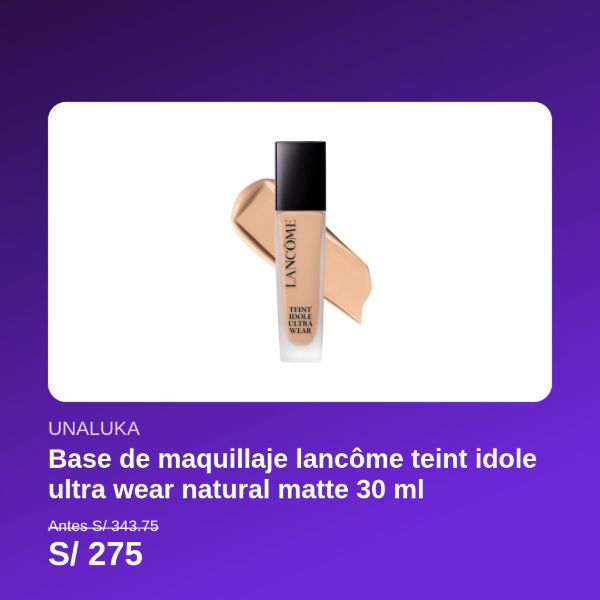 LANCÔME
TEINT
IDOLE
ULTRA
WEAR
UNALUKA
Base de maquillaje lancôme teint idole
ultra wear natural matte 30 ml
Antes S/ 343.75
S/ 275